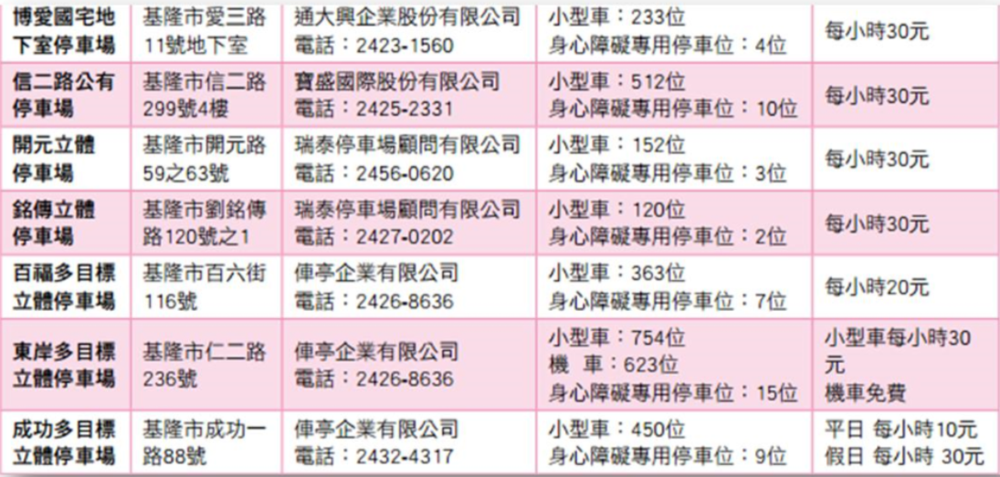 博愛國宅地
下室停車場
基隆市愛三路
11號地下室
通大興企業股份有限公司
電話：2423-1560
小型車：233位
身心障礙專用停車位：4位
每小時30元
信二路公有
停車場
基隆市信二路
299號4樓
寶盛國際股份有限公司
電話：2425-2331
小型車：512位
身心障礙專用停車位：10位
每小時30元
開元立體
停車場
基隆市開元路
59之63號
瑞泰停車場顧問有限公司
電話：2456-0620
小型車：152位
身心障礙專用停車位：3位
每小時30元
銘傳立體
停車場
基隆市劉銘傳
路120號之1
瑞泰停車場顧問有限公司
電話：2427-0202
小型車：120位
身心障礙專用停車位：2位
每小時30元
百福多目標
立體停車場
基隆市百六街
116號
俥亭企業有限公司
電話：2426-8636
小型車：363位
身心障礙專用停車位：7位
每小時20元
東岸多目標
立體停車場
基隆市仁二路
236號
俥亭企業有限公司
電話：2426-8636
小型車：754位
機 車：623位
身心障礙專用停車位：15位
小型車每小時30
元
機車免費
成功多目標
立體停車場
基隆市成功一
路88號
俥亭企業有限公司
電話：2432-4317
小型車：450位
身心障礙專用停車位：9位
平日 每小時10元
假日 每小時 30元